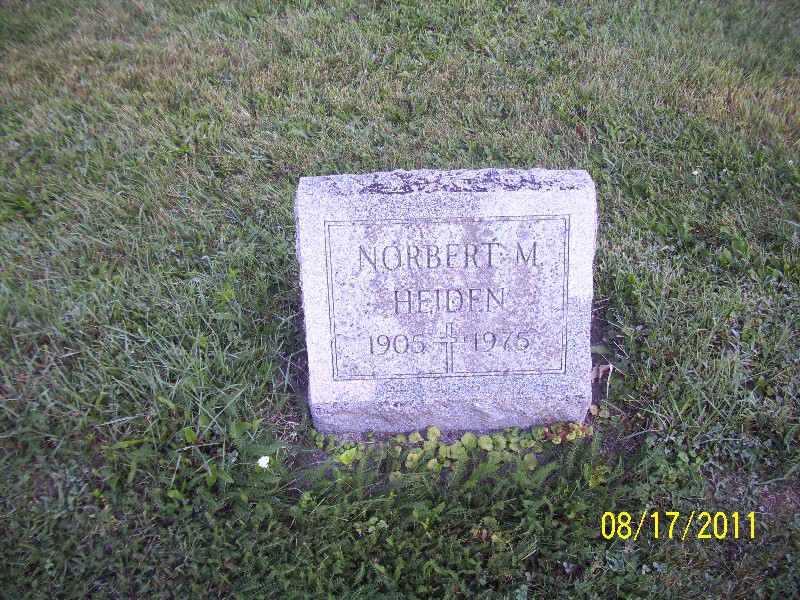 NORBERT M.
HEIDEN
1905 1975
08/17/2011